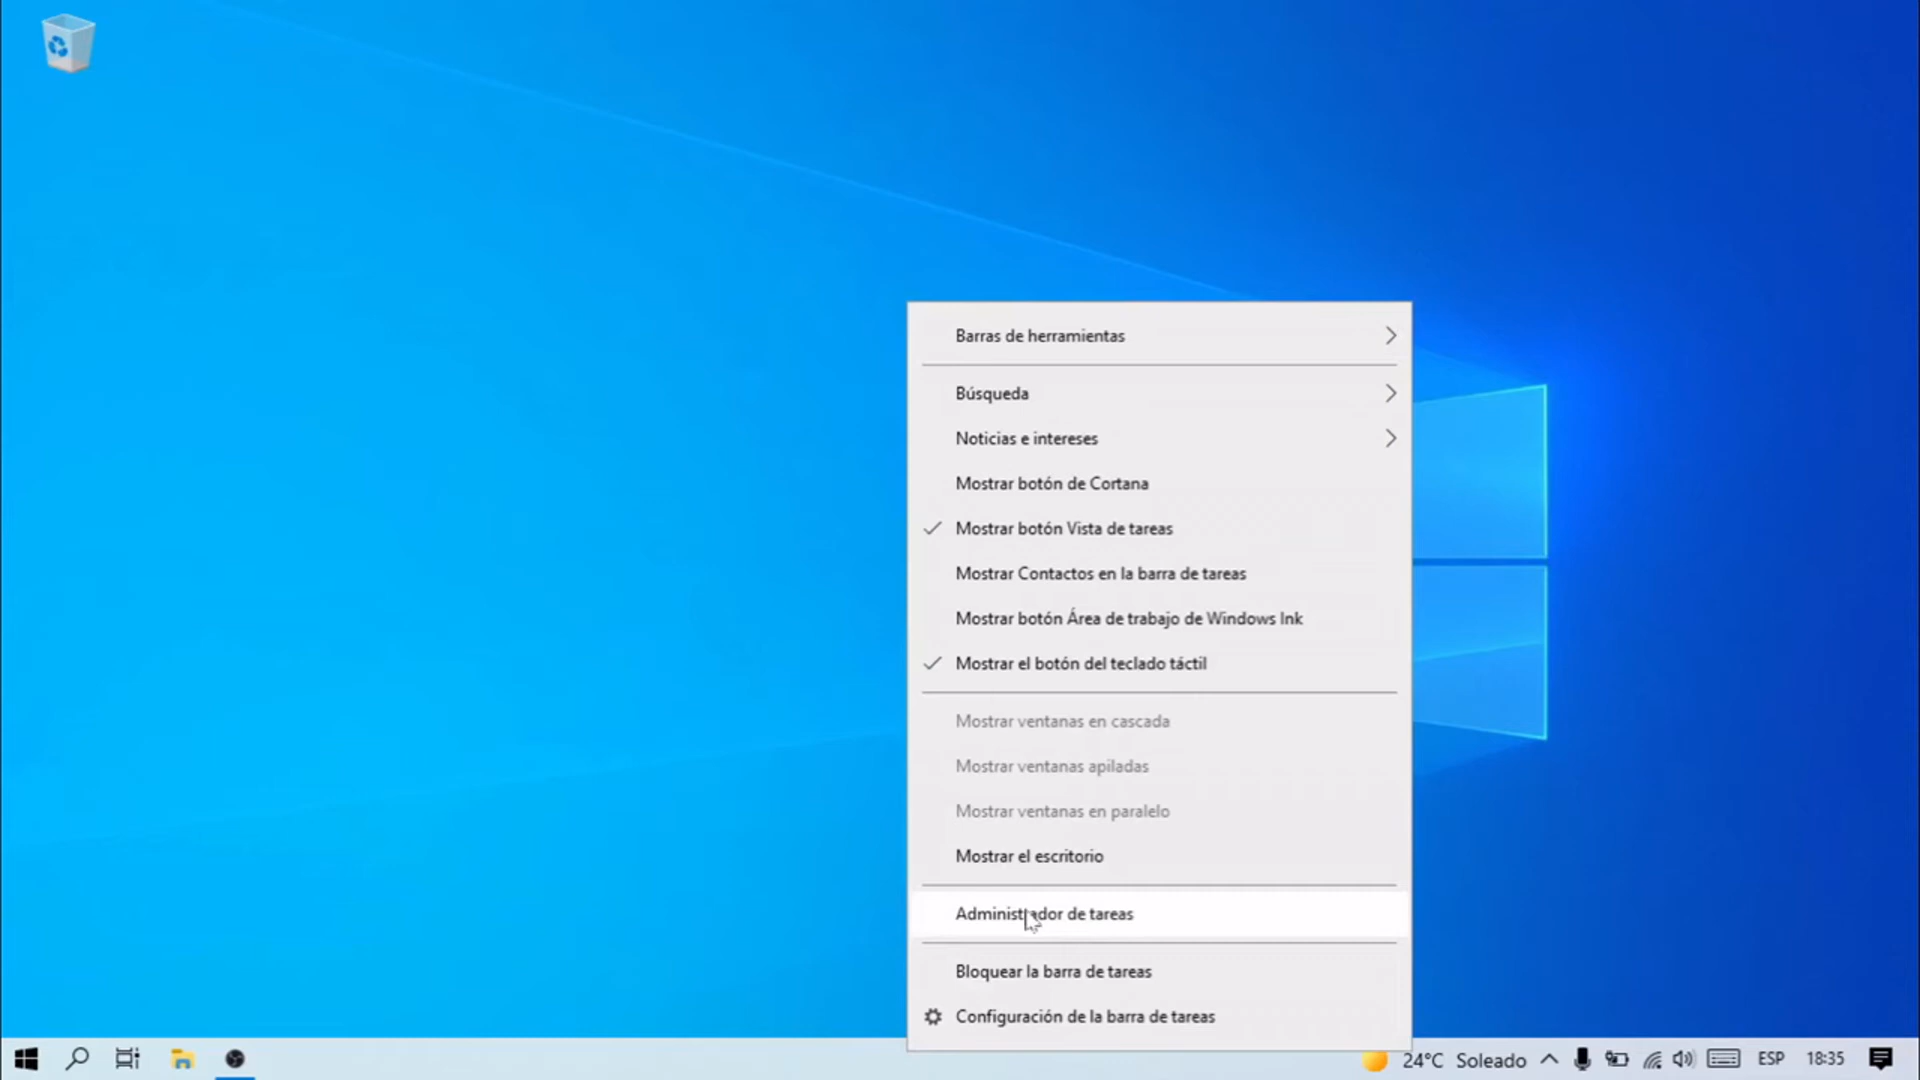 Barras de herramientas
Búsqueda
Noticias e intereses
Mostrar botón de Cortana
Mostrar botón Vista de tareas
Mostrar Contactos en la barra de tareas
Mostrar botón Área de trabajo de Windows Ink
Mostrar el botón del teclado táctil
Mostrar ventanas en cascada
Mostrar ventanas apiladas
Mostrar ventanas en paralelo
Mostrar el escritorio
Administrador de tareas
Bloquear la barra de tareas
Configuración de la barra de tareas
24°C Soleado ESP 18:35